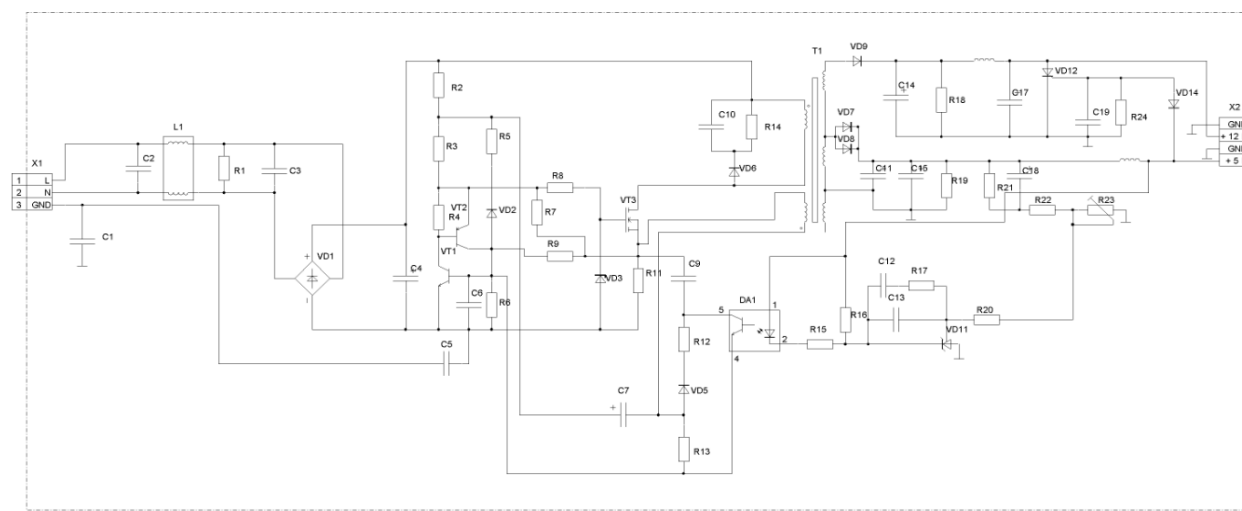 T1
VD9
R2
C14
R18
G17
VD12
C19
R24
VD14
X2
GND
+ 12
GND
+ 5
C10
R14
VD7
VD8
L1
R5
R3
VD6
X1
1 L
2 N
3 GND
C2
R1
C3
C11
C15
R19
R21
C18
R22
R23
R8
VT3
VT2
R4
VD2
R7
C1
VD1
VT1
R9
C4
C6
R6
VD3
R11
C9
C12
R17
C13
DA1
1
5
R16
R20
VD11
R15
2
4
R12
C5
C7
VD5
R13